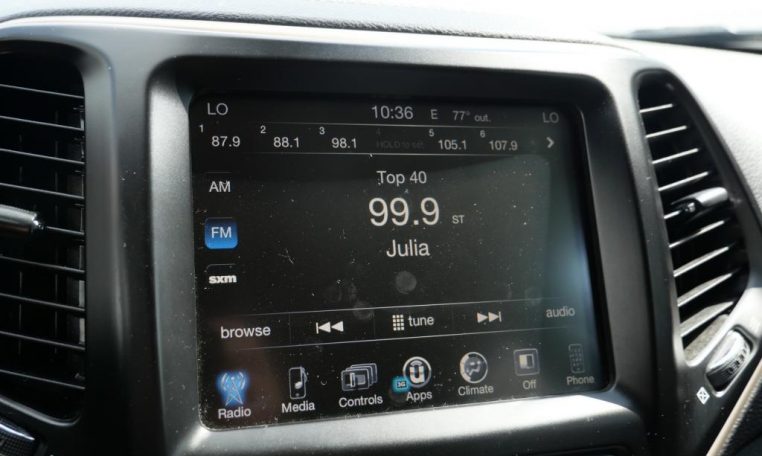 LO 10:36 E 77° out. LO
1 87.9 2 88.1 3 98.1 4 HOLD to set 5 105.1 6 107.9 >
AM
Top 40
FM
99.9 ST
Julia
sxm
browse tune audio
Radio Media Controls 3G Apps Climate Off Phone